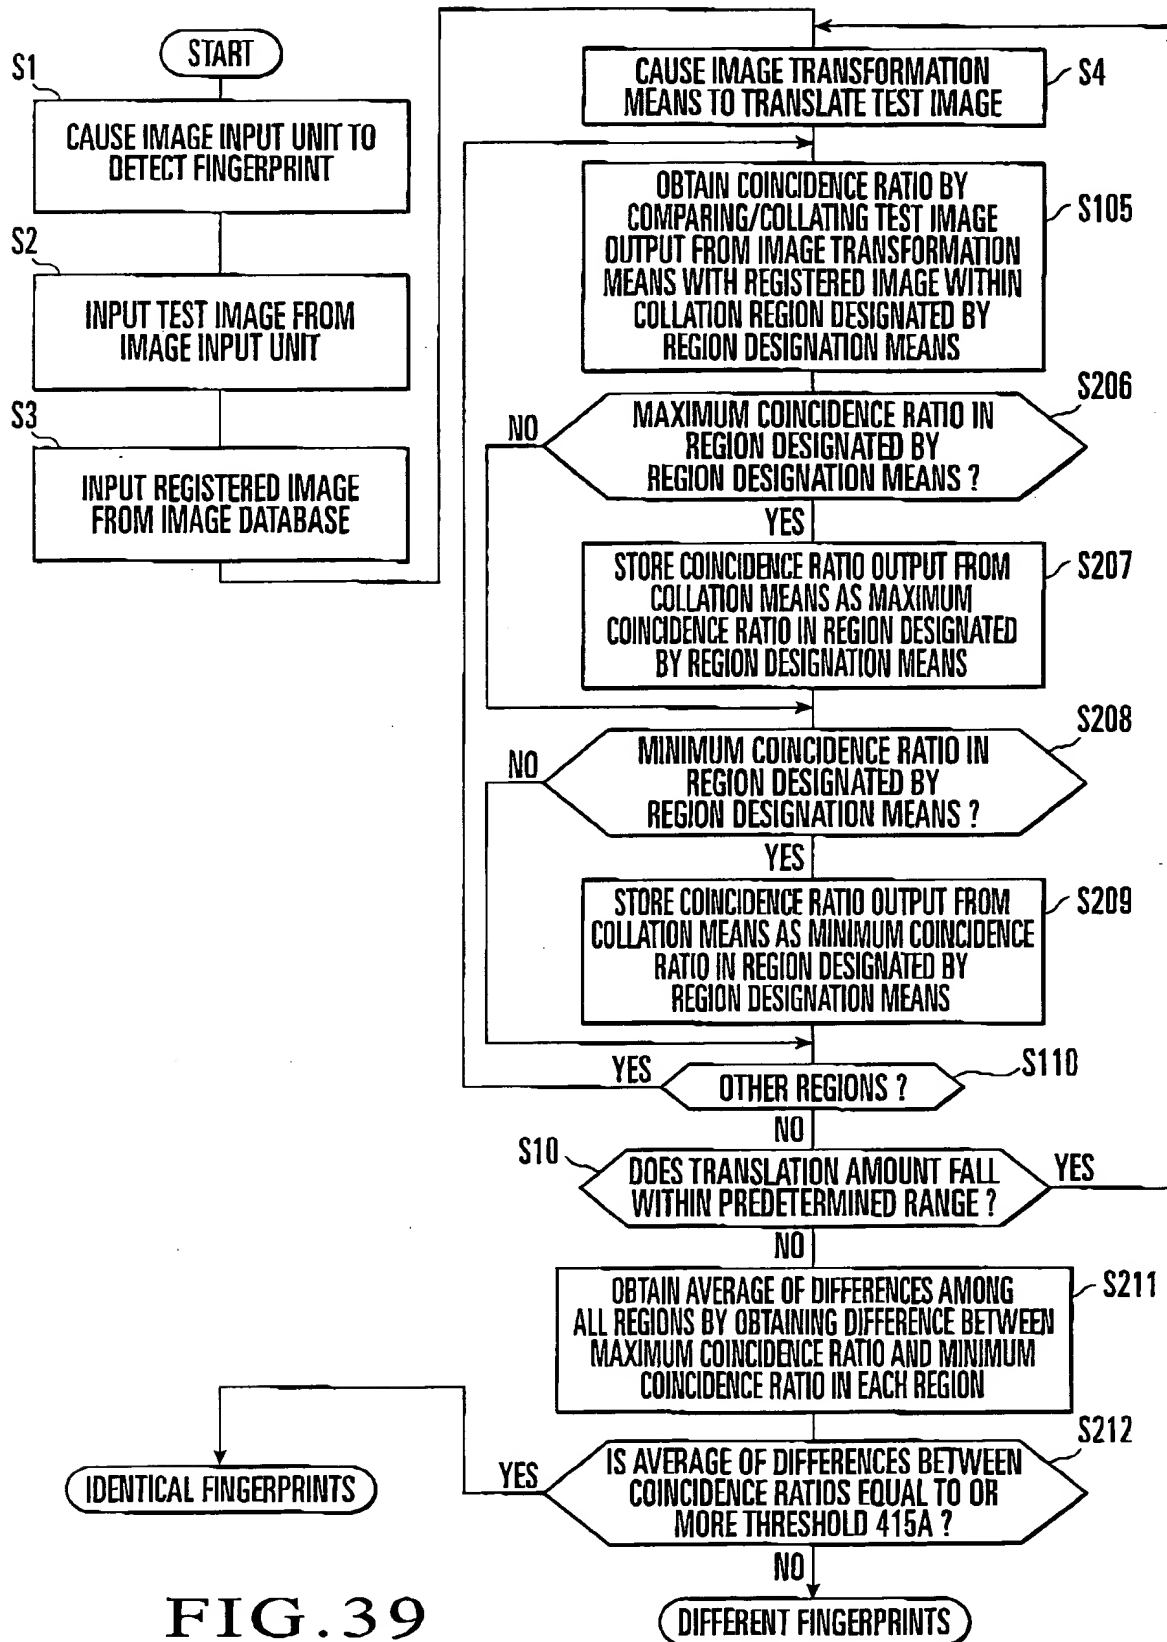 START
S1
CAUSE IMAGE INPUT UNIT TO
DETECT FINGERPRINT
S2
INPUT TEST IMAGE FROM
IMAGE INPUT UNIT
S3
INPUT REGISTERED IMAGE
FROM IMAGE DATABASE
CAUSE IMAGE TRANSFORMATION
MEANS TO TRANSLATE TEST IMAGE
S4
OBTAIN COINCIDENCE RATIO BY
COMPARING/COLLATING TEST IMAGE
OUTPUT FROM IMAGE TRANSFORMATION
MEANS WITH REGISTERED IMAGE WITHIN
COLLATION REGION DESIGNATED BY
REGION DESIGNATION MEANS
S105
S206
NO
MAXIMUM COINCIDENCE RATIO IN
REGION DESIGNATED BY
REGION DESIGNATION MEANS ?
YES
STORE COINCIDENCE RATIO OUTPUT FROM
COLLATION MEANS AS MAXIMUM
COINCIDENCE RATIO IN REGION DESIGNATED
BY REGION DESIGNATION MEANS
S207
S208
NO
MINIMUM COINCIDENCE RATIO IN
REGION DESIGNATED BY
REGION DESIGNATION MEANS ?
YES
STORE COINCIDENCE RATIO OUTPUT FROM
COLLATION MEANS AS MINIMUM COINCIDENCE
RATIO IN REGION DESIGNATED BY
REGION DESIGNATION MEANS
S209
YES
OTHER REGIONS ?
S110
NO
S10
DOES TRANSLATION AMOUNT FALL
WITHIN PREDETERMINED RANGE ?
YES
NO
OBTAIN AVERAGE OF DIFFERENCES AMONG
ALL REGIONS BY OBTAINING DIFFERENCE BETWEEN
MAXIMUM COINCIDENCE RATIO AND MINIMUM
COINCIDENCE RATIO IN EACH REGION
S211
S212
IS AVERAGE OF DIFFERENCES BETWEEN
COINCIDENCE RATIOS EQUAL TO OR
MORE THRESHOLD 415A ?
YES
IDENTICAL FINGERPRINTS
NO
DIFFERENT FINGERPRINTS
FIG.39